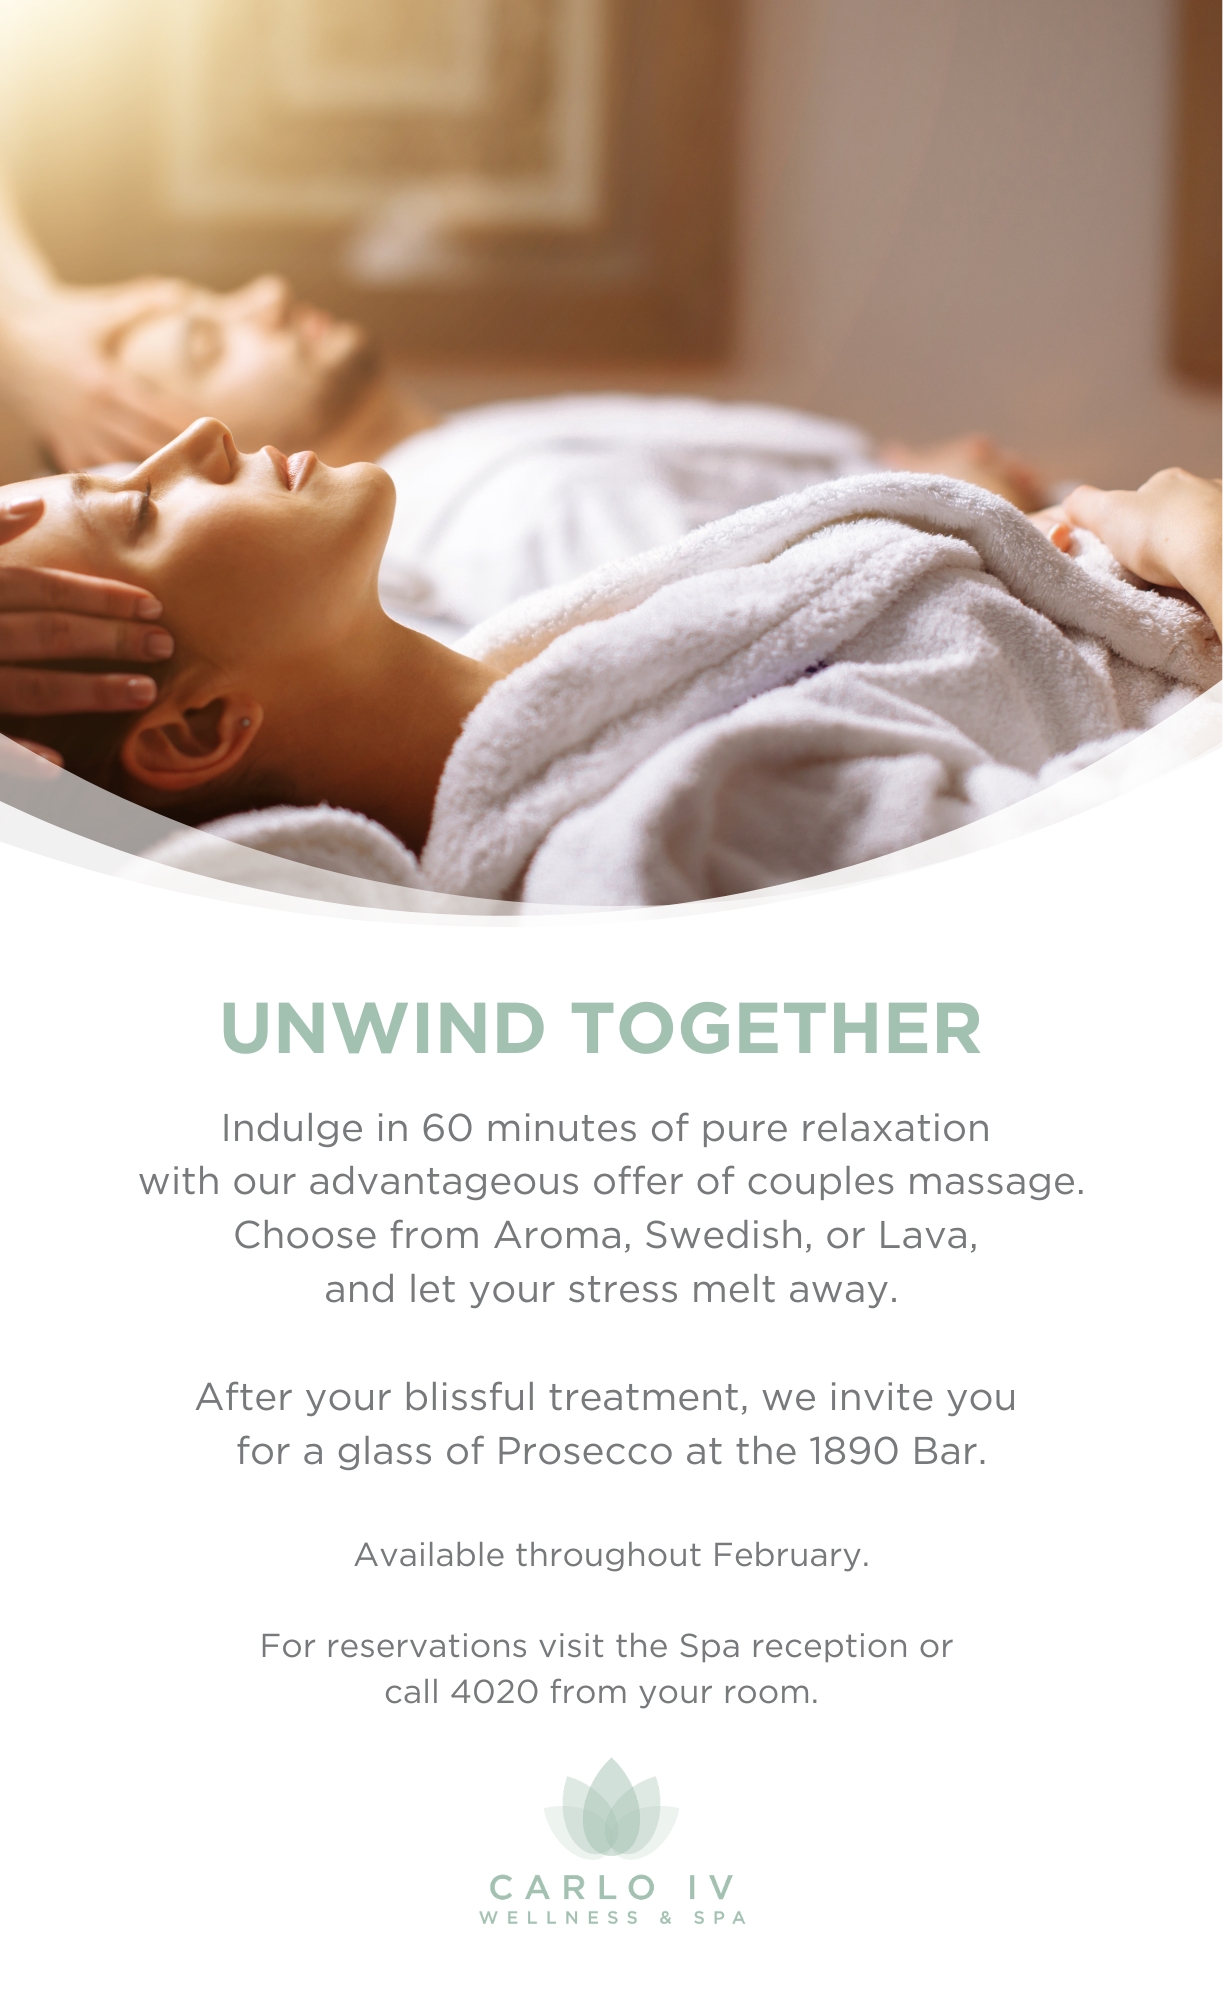 UNWIND TOGETHER
Indulge in 60 minutes of pure relaxation
with our advantageous offer of couples massage.
Choose from Aroma, Swedish, or Lava,
and let your stress melt away.
After your blissful treatment, we invite you
for a glass of Prosecco at the 1890 Bar.
Available throughout February.
For reservations visit the Spa reception or
call 4020 from your room.
CARLO IV
WELLNESS & SPA